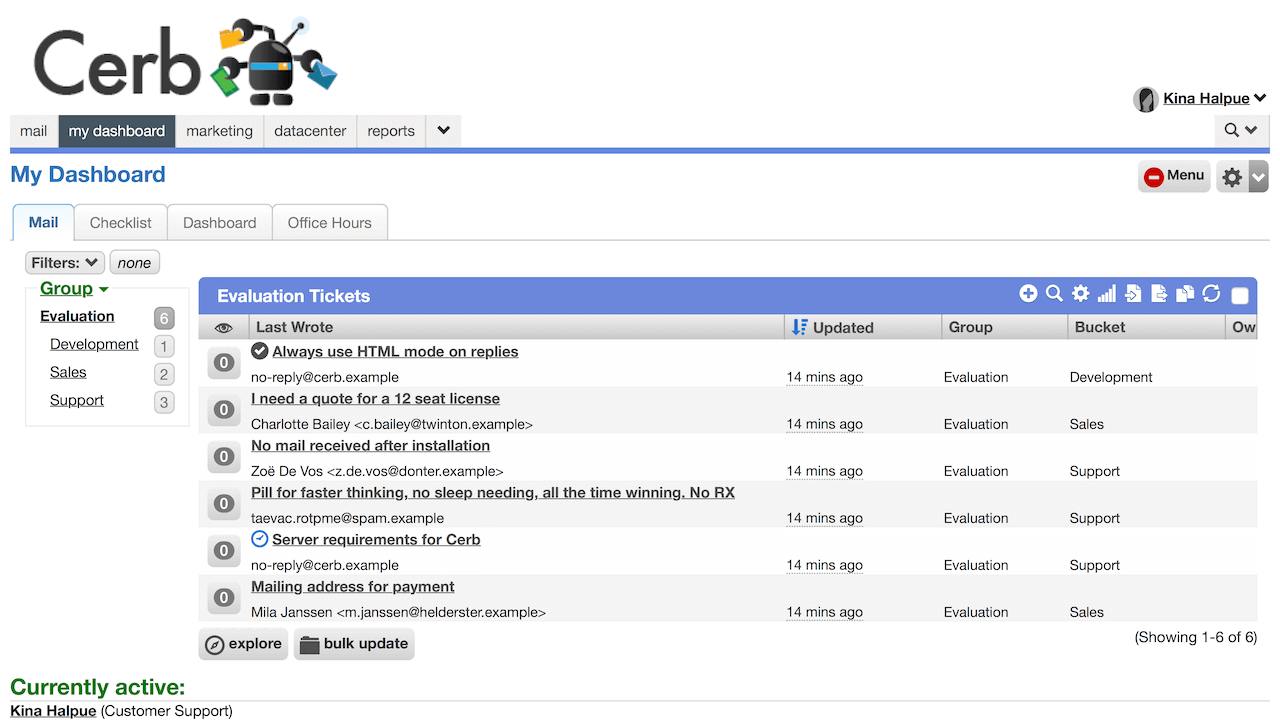 Cerb
Kina Halpue
mail my dashboard marketing datacenter reports
My Dashboard
Menu
Mail Checklist Dashboard Office Hours
Filters: none
Group
Evaluation 6
Development 1
Sales 2
Support 3
Evaluation Tickets
Last Wrote Updated Group Bucket Ow
0 Always use HTML mode on replies
no-reply@cerb.example 14 mins ago Evaluation Development
0 I need a quote for a 12 seat license
Charlotte Bailey <c.bailey@twinton.example> 14 mins ago Evaluation Sales
0 No mail received after installation
Zoë De Vos <z.de.vos@donter.example> 14 mins ago Evaluation Support
0 Pill for faster thinking, no sleep needing, all the time winning. No RX
taevac.rotpme@spam.example 14 mins ago Evaluation Support
0 Server requirements for Cerb
no-reply@cerb.example 14 mins ago Evaluation Support
0 Mailing address for payment
Mila Janssen <m.janssen@helderster.example> 14 mins ago Evaluation Sales
explore bulk update (Showing 1-6 of 6)
Currently active:
Kina Halpue (Customer Support)